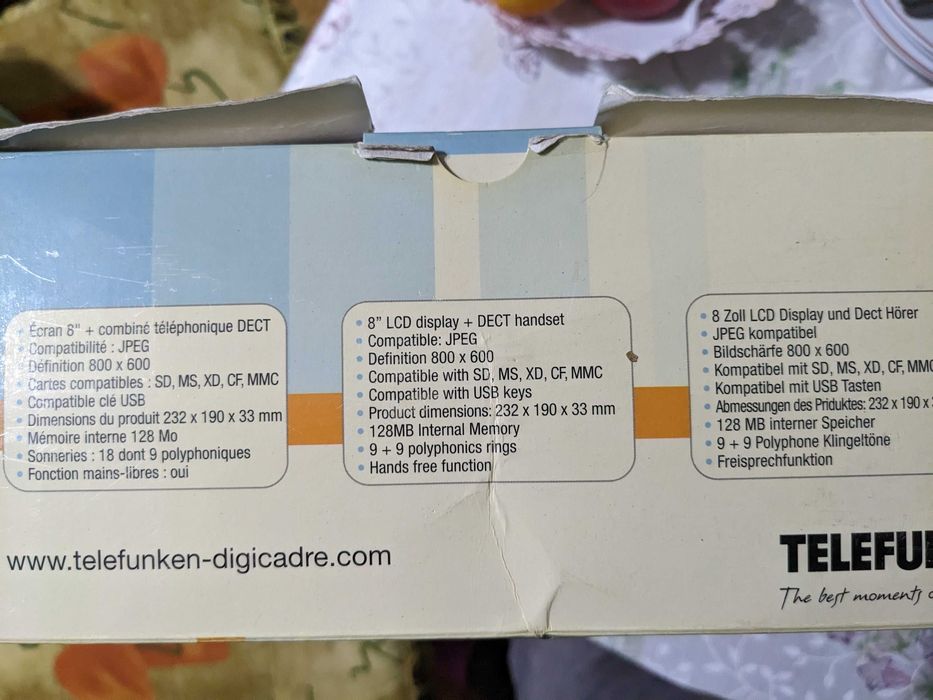 Écran 8" + combiné téléphonique DECT
Compatibilité : JPEG
Définition 800 x 600
Cartes compatibles : SD, MS, XD, CF, MMC
Compatible clé USB
Dimensions du produit 232 x 190 x 33 mm
Mémoire interne 128 Mo
Sonneries : 18 dont 9 polyphoniques
Fonction mains-libres : oui
8” LCD display + DECT handset
Compatible: JPEG
Definition 800 x 600
Compatible with SD, MS, XD, CF, MMC
Compatible with USB keys
Product dimensions: 232 x 190 x 33 mm
128MB Internal Memory
9 + 9 polyphonics rings
Hands free function
8 Zoll LCD Display und Dect Hörer
JPEG kompatibel
Bildschärfe 800 x 600
Kompatibel mit SD, MS, XD, CF, MMC
Kompatibel mit USB Tasten
Abmessungen des Priduktes: 232 x 190 x
128 MB interner Speicher
9 + 9 Polyphone Klingeltöne
Freisprechfunktion
www.telefunken-digicadre.com
TELEFU
The best moments